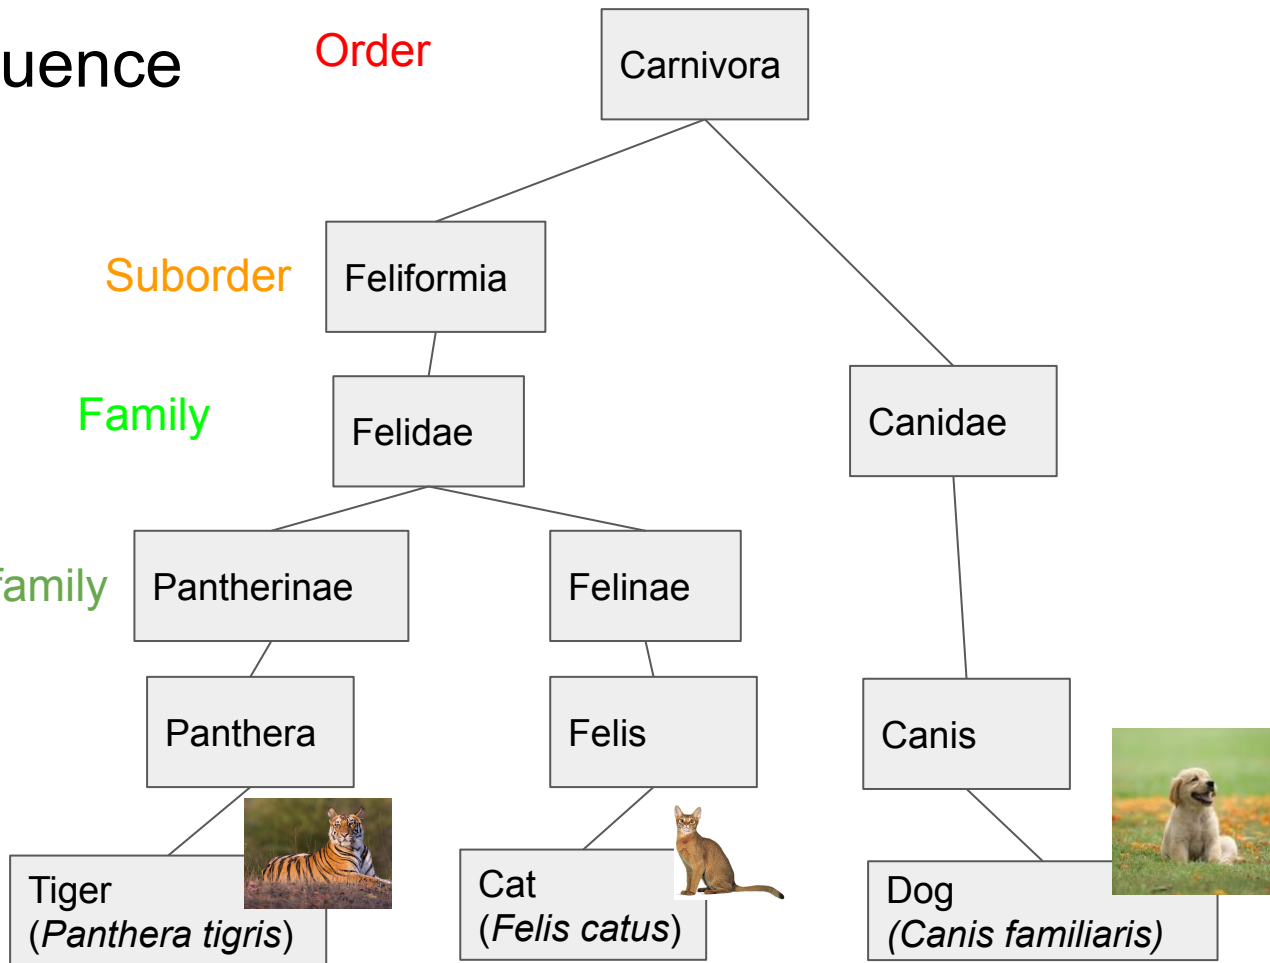 uence
Order
Carnivora
Suborder
Feliformia
Family
Felidae
Canidae
family
Pantherinae
Felinae
Panthera
Felis
Canis
Tiger
(Panthera tigris)
Cat
(Felis catus)
Dog
(Canis familiaris)